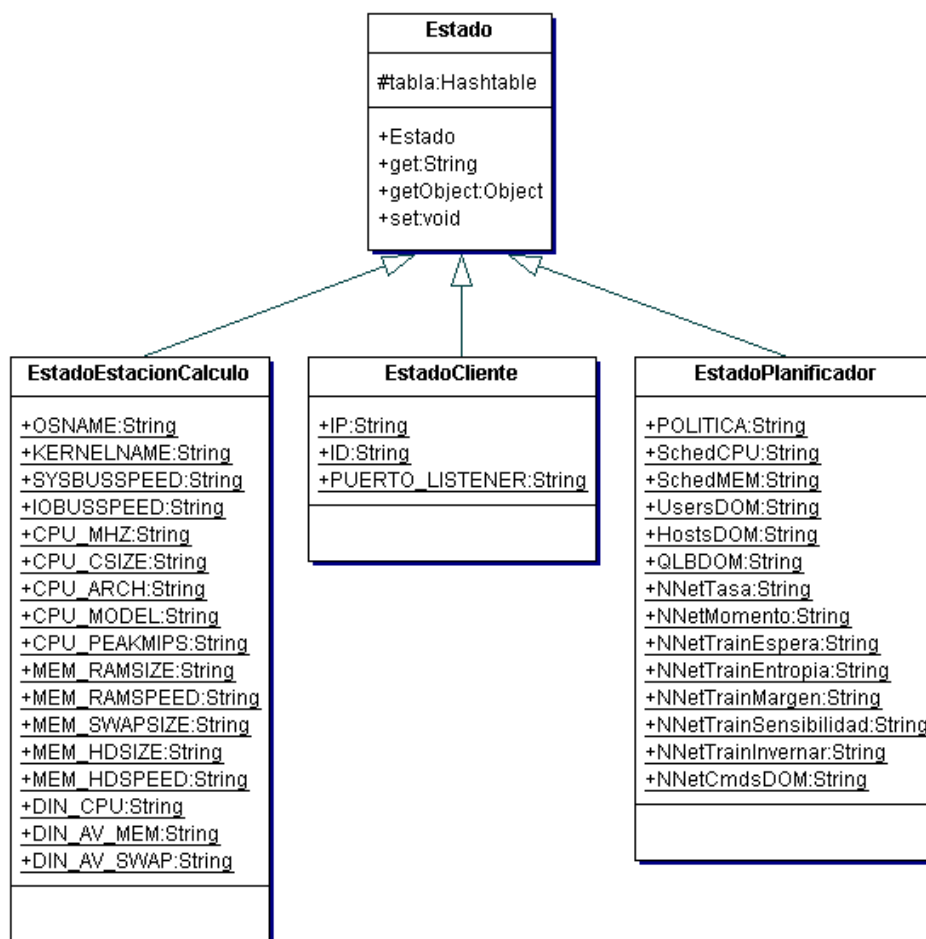 Estado
#tabla:Hashtable
+Estado
+get:String
+getObject:Object
+set:void
EstadoEstacionCalculo
+OSNAME:String
+KERNELNAME:String
+SYSBUSSPEED:String
+IOBUSSPEED:String
+CPU_MHZ:String
+CPU_CSIZE:String
+CPU_ARCH:String
+CPU_MODEL:String
+CPU_PEAKMIPS:String
+MEM_RAMSIZE:String
+MEM_RAMSPEED:String
+MEM_SWAPSIZE:String
+MEM_HDSIZE:String
+MEM_HDSPEED:String
+DIN_CPU:String
+DIN_AV_MEM:String
+DIN_AV_SWAP:String
EstadoCliente
+IP:String
+ID:String
+PUERTO_LISTENER:String
EstadoPlanificador
+POLITICA:String
+SchedCPU:String
+SchedMEM:String
+UsersDOM:String
+HostsDOM:String
+QLBDOM:String
+NNetTasa:String
+NNetMomento:String
+NNetTrainEspera:String
+NNetTrainEntropia:String
+NNetTrainMargen:String
+NNetTrainSensibilidad:String
+NNetTrainInvernar:String
+NNetCmdsDOM:String